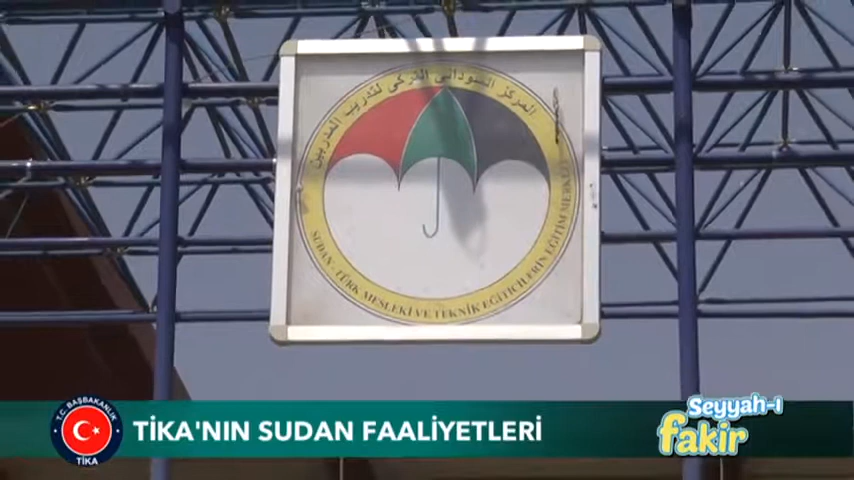 المركز السوداني التركي لتدريب المدربين
SUDAN - TÜRK MESLEKİ VE TEKNİK EĞİTİCİLERİN EĞİTİM MERKEZİ
T.C. BAŞBAKANLIK
TİKA
TİKA'NIN SUDAN FAALİYETLERİ
Seyyah-ı
fakir